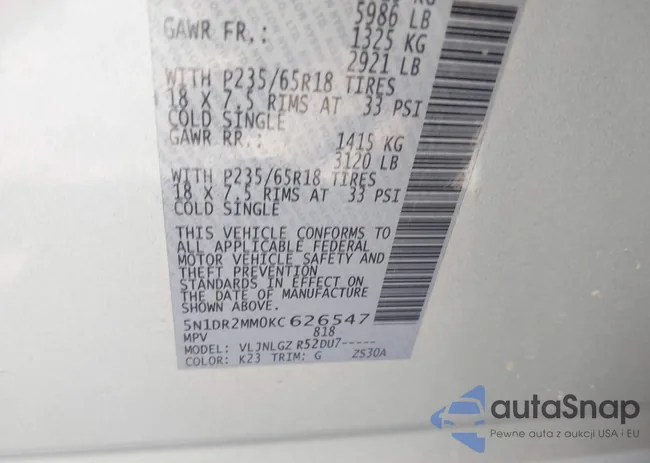 5986 LB
GAWR FR.: 1325 KG
2921 LB
WITH P235/65R18 TIRES
18 X 7.5 RIMS AT 33 PSI
COLD SINGLE
GAWR RR.: 1415 KG
3120 LB
WITH P235/65R18 TIRES
18 X 7.5 RIMS AT 33 PSI
COLD SINGLE
THIS VEHICLE CONFORMS TO
ALL APPLICABLE FEDERAL
MOTOR VEHICLE SAFETY AND
THEFT PREVENTION
STANDARDS IN EFFECT ON
THE DATE OF MANUFACTURE
SHOWN ABOVE.
5N1DR2MM0KC626547
MPV 818
MODEL: VLJNLGZ R52DU7-----
COLOR: K23 TRIM: G ZS30A
autaSnap
Pewne auta z aukcji USA i EU